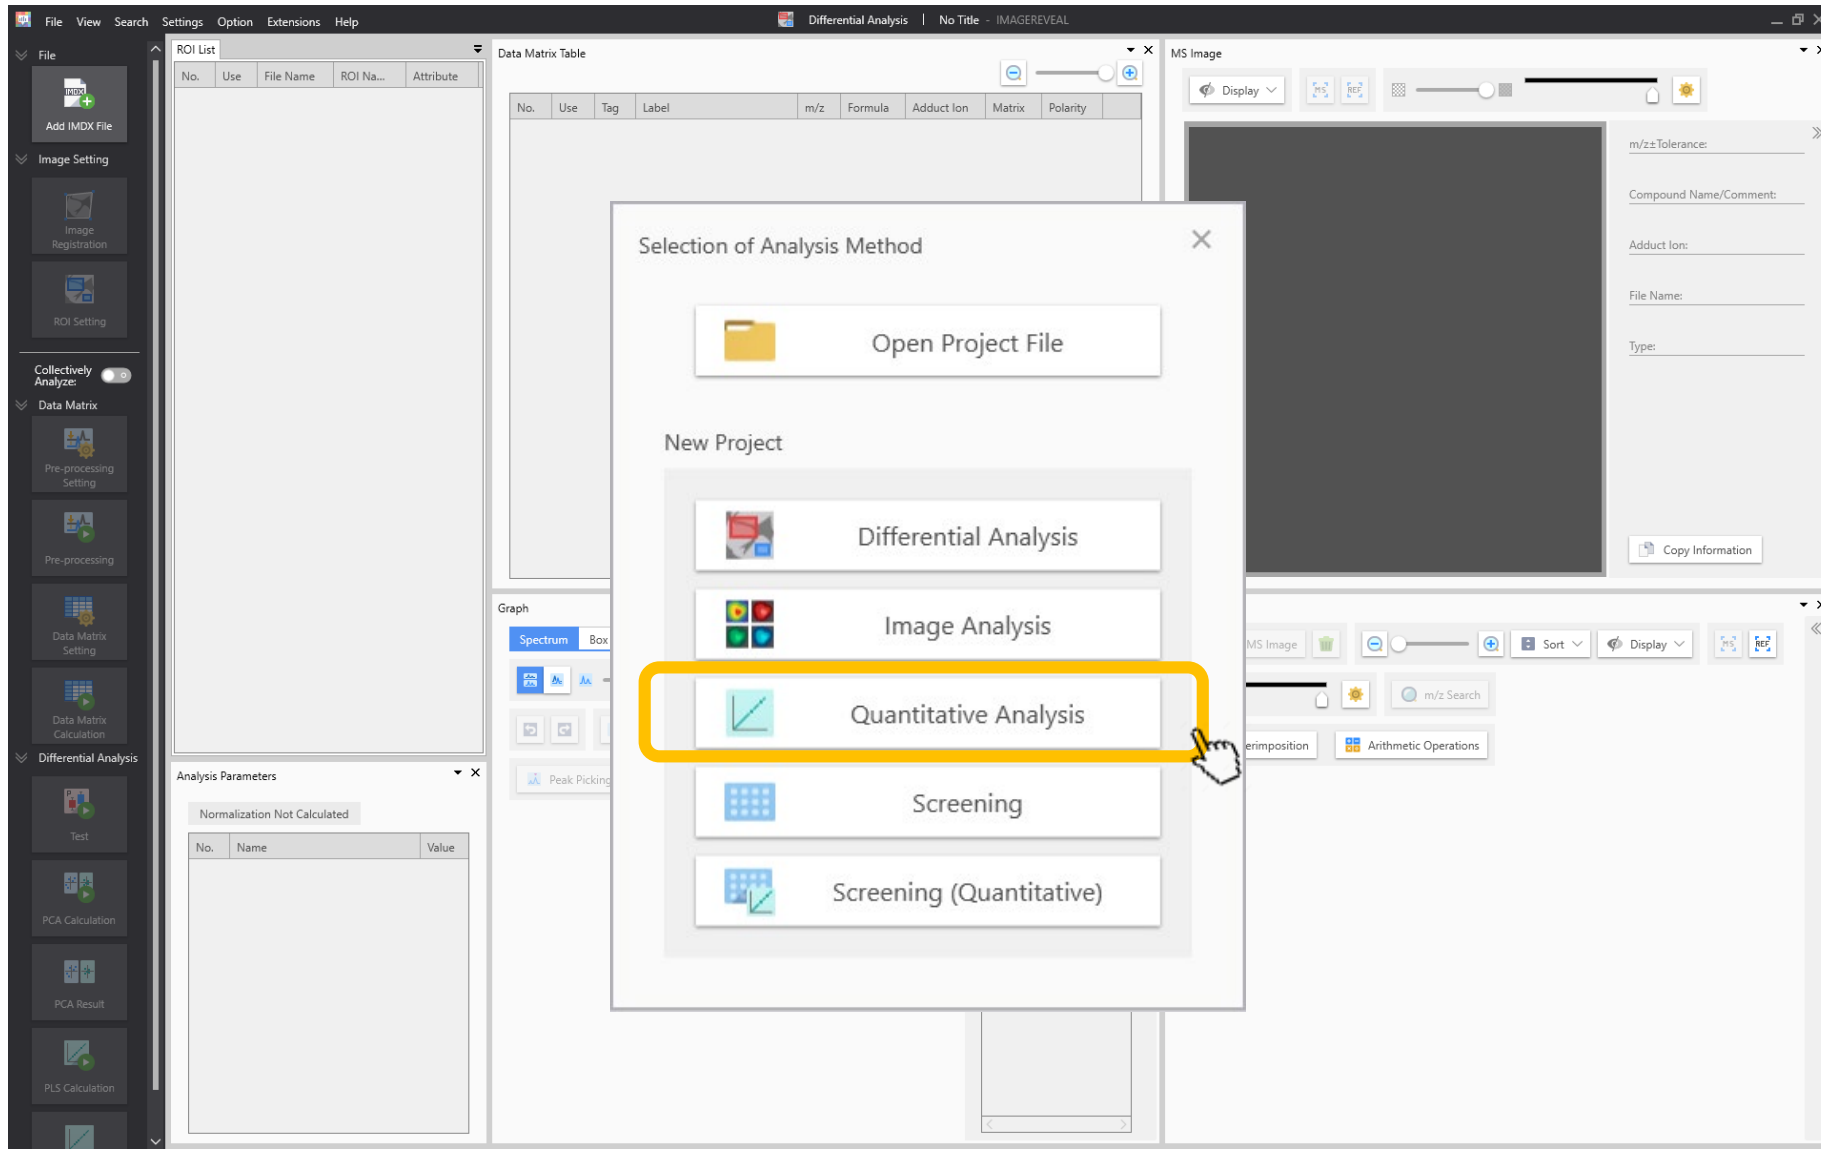 File View Search Settings Option Extensions Help
Differential Analysis | No Title - IMAGEREVEAL
File
IMDX
Add IMDX File
Image Setting
Image
Registration
ROI Setting
Collectively
Analyze:
Data Matrix
Pre-processing
Setting
Pre-processing
Data Matrix
Setting
Data Matrix
Calculation
Differential Analysis
Test
PCA Calculation
PCA Result
PLS Calculation
ROI List
No. Use File Name ROI Na... Attribute
Analysis Parameters
Normalization Not Calculated
No. Name Value
Data Matrix Table
No. Use Tag Label m/z Formula Adduct Ion Matrix Polarity
Graph
Spectrum Box
Peak Picking
MS Image
Display
MS REF
m/z±Tolerance:
Compound Name/Comment:
Adduct Ion:
File Name:
Type:
Copy Information
MS Image
Sort
Display
MS REF
m/z Search
erimposition
Arithmetic Operations
Selection of Analysis Method
Open Project File
New Project
Differential Analysis
Image Analysis
Quantitative Analysis
Screening
Screening (Quantitative)